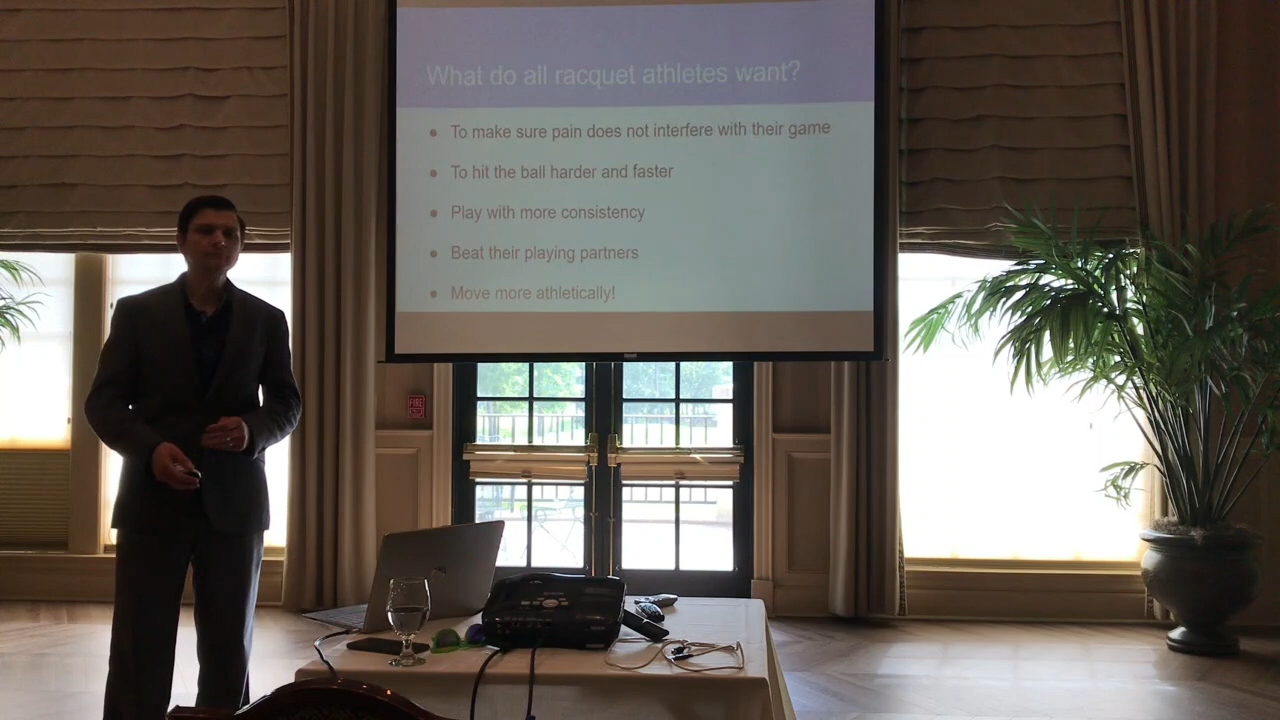 What do all racquet athletes want?
● To make sure pain does not interfere with their game
● To hit the ball harder and faster
● Play with more consistency
● Beat their playing partners
● Move more athletically!
FIRE